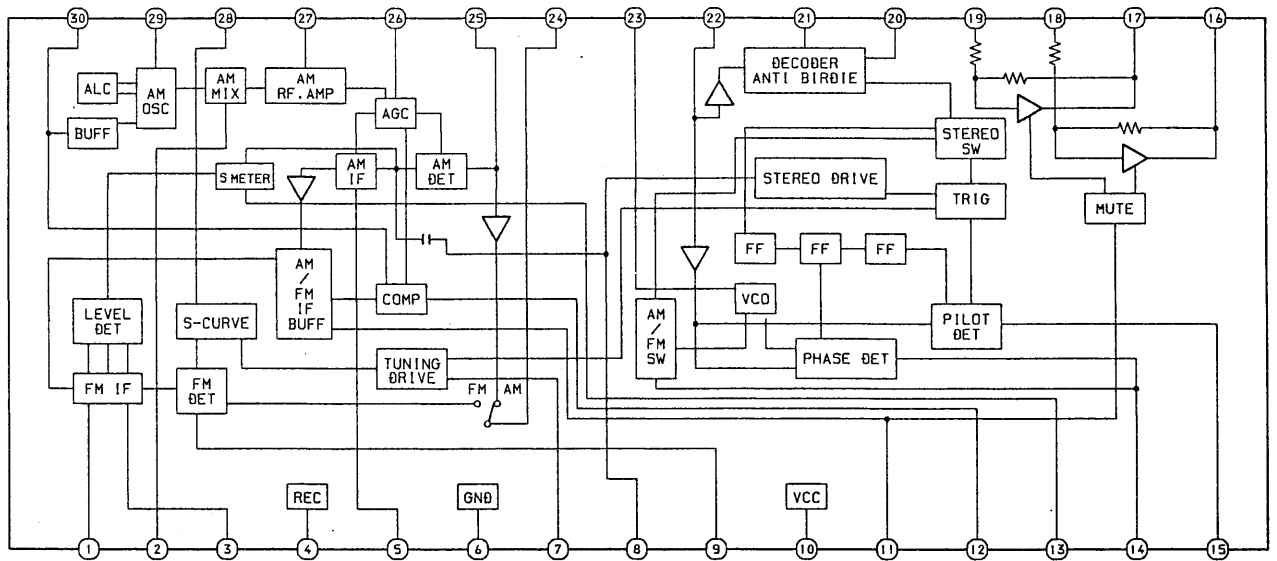 30 29 28 27 26 25 24 23 22 21 20 19 18 17 16
ALC
AM
OSC
AM
MIX
AM
RF.AMP
AGC
BUFF
S METER
AM
IF
AM
DET
DECODER
ANTI BIRDIE
STEREO
SW
STEREO DRIVE
TRIG
MUTE
AM
/
FM
IF
BUFF
COMP
FF FF FF
VCO
AM
/
FM
SW
PILOT
DET
PHASE DET
LEVEL
DET
S-CURVE
TUNING
DRIVE
FM IF
FM
DET
FM AM
REC
GND
VCC
1 2 3 4 5 6 7 8 9 10 11 12 13 14 15